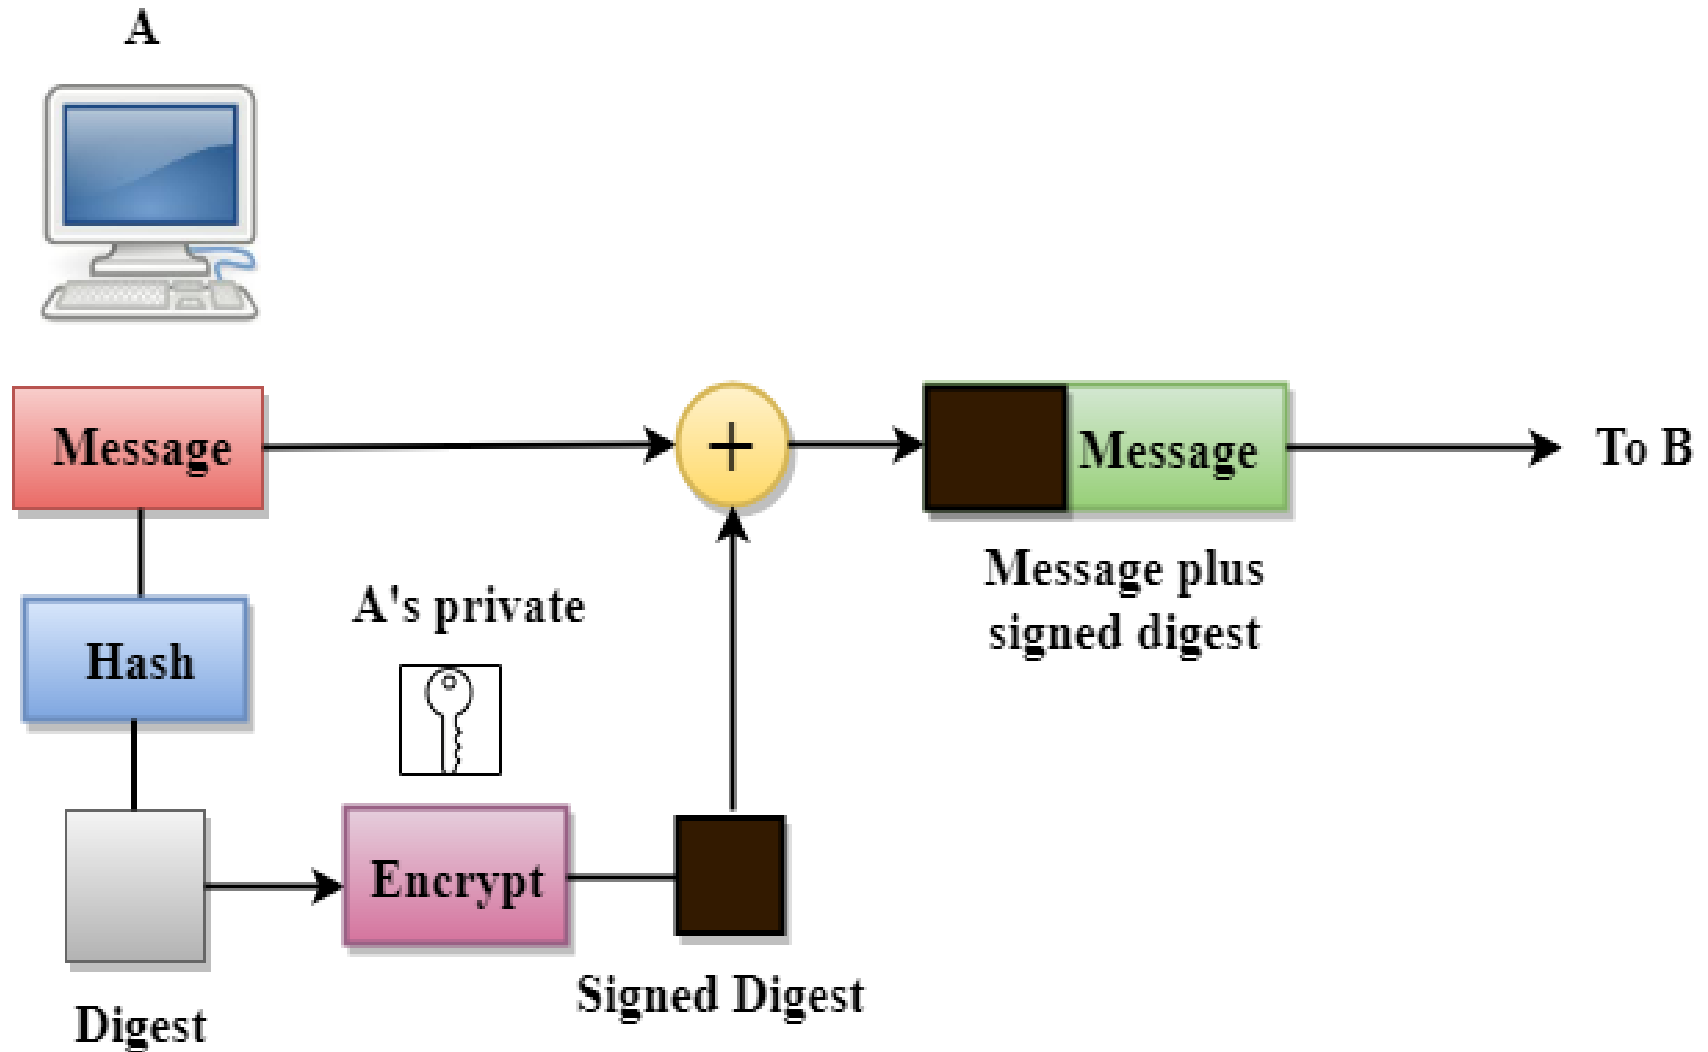 A
Message
+
Message
To B
Message plus
signed digest
A's private
Hash
Encrypt
Signed Digest
Digest